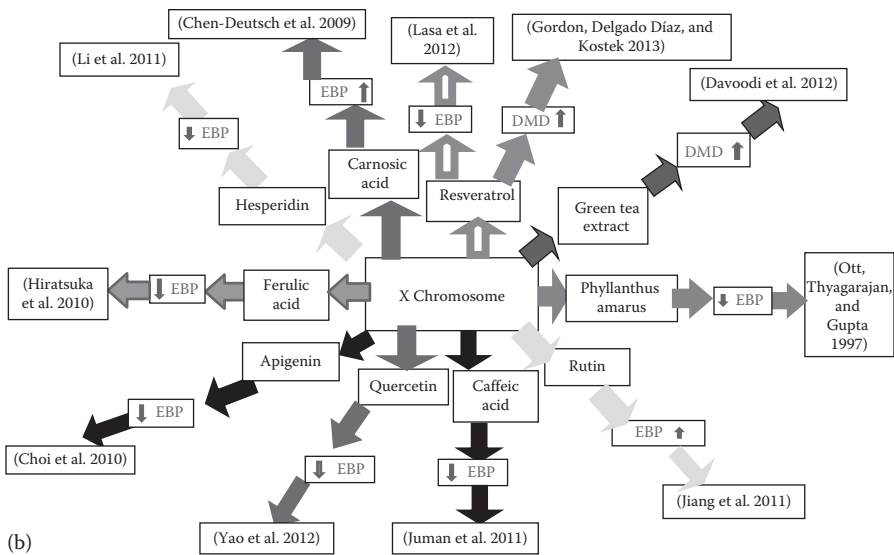 (Chen-Deutsch et al. 2009)
(Lasa et al.
2012)
(Gordon, Delgado Díaz, and
Kostek 2013)
(Li et al. 2011)
(Davoodi et al. 2012)
EBP
EBP
DMD
EBP
DMD
Carnosic
acid
Hesperidin
Resveratrol
Green tea
extract
(Hiratsuka
et al. 2010)
EBP
Ferulic
acid
X Chromosome
Phyllanthus
amarus
EBP
(Ott,
Thyagarajan,
and
Gupta
1997)
Apigenin
Quercetin
Caffeic
acid
Rutin
EBP
EBP
(Choi et al. 2010)
EBP
EBP
(Jiang et al. 2011)
(b)
(Yao et al. 2012)
(Juman et al. 2011)